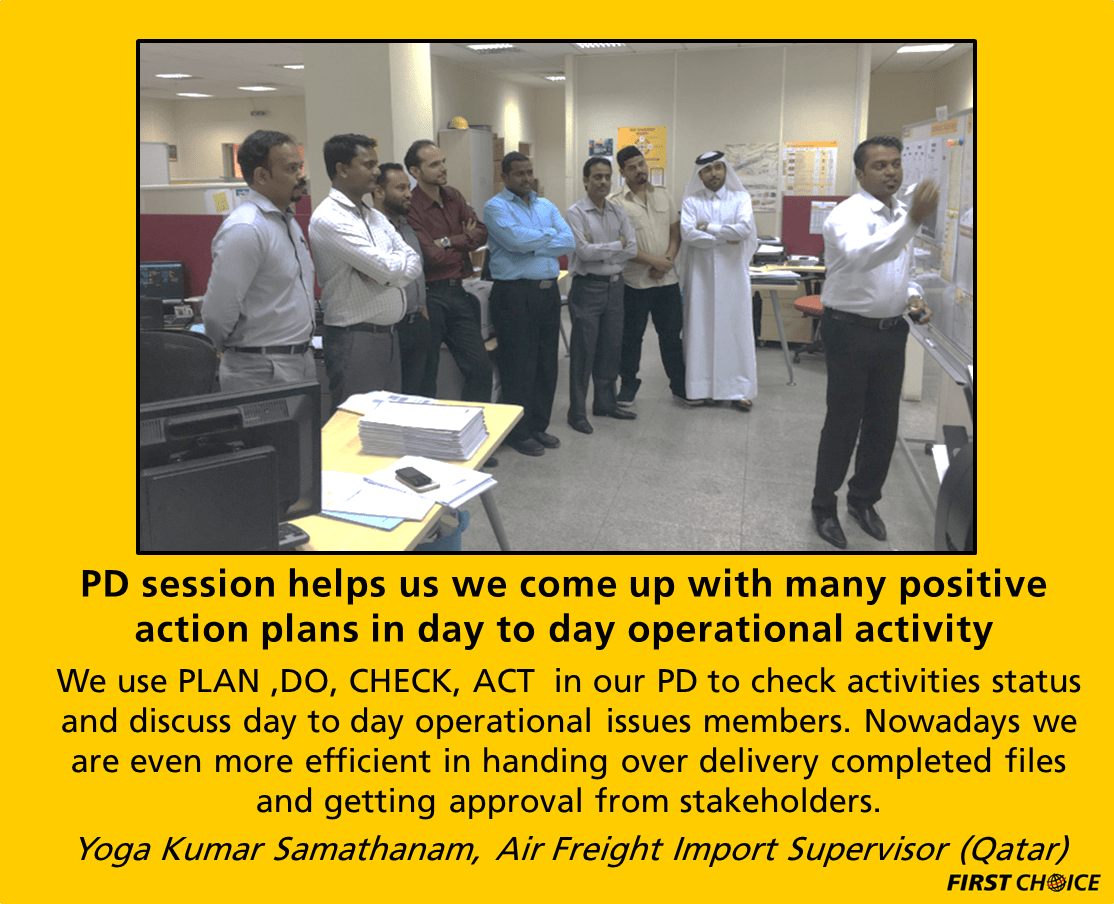 PD session helps us we come up with many positive
action plans in day to day operational activity
We use PLAN ,DO, CHECK, ACT in our PD to check activities status
and discuss day to day operational issues members. Nowadays we
are even more efficient in handing over delivery completed files
and getting approval from stakeholders.
Yoga Kumar Samathanam, Air Freight Import Supervisor (Qatar)
FIRST CHOICE